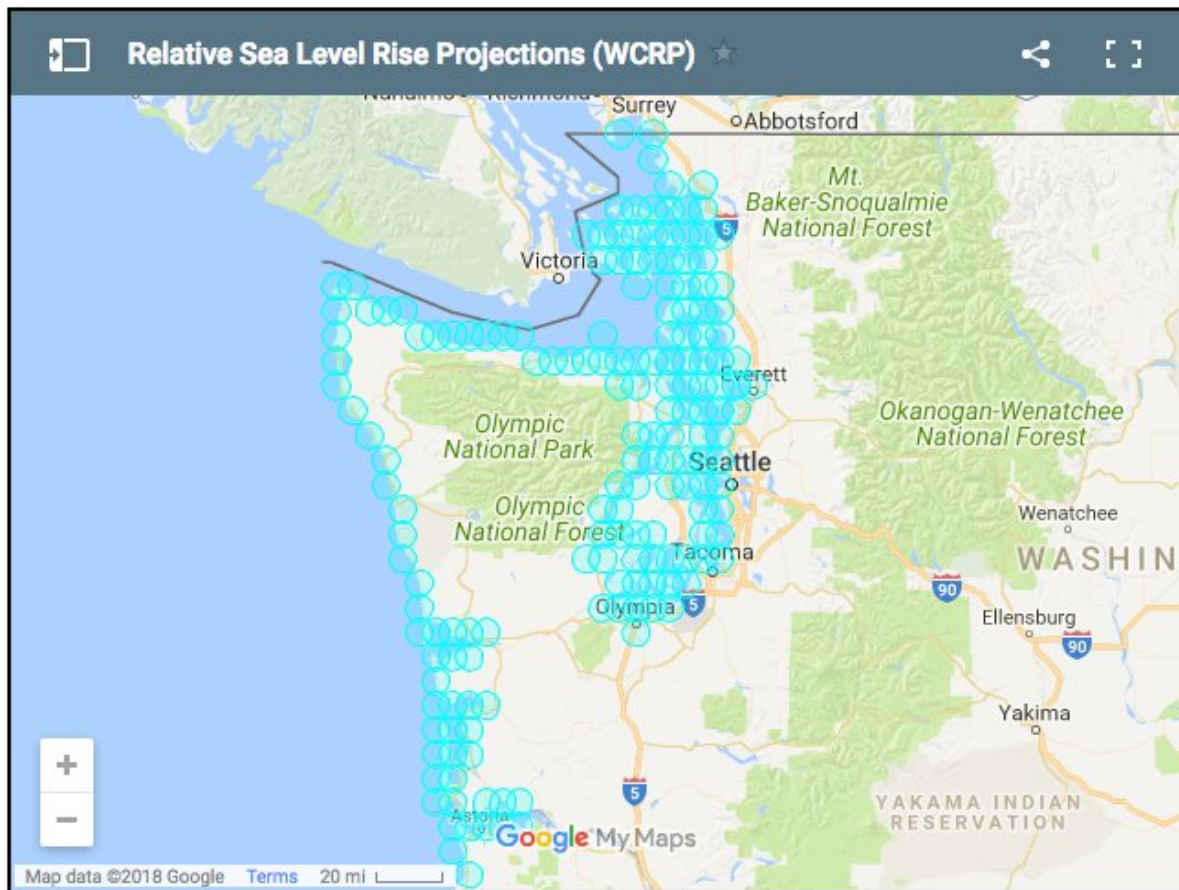 Relative Sea Level Rise Projections (WCRP)
Nanaimo
Richmond
Surrey
Abbotsford
Mt.
Baker-Snoqualmie
National Forest
5
Victoria
Everett
Olympic
National Park
Okanogan-Wenatchee
National Forest
Seattle
Olympic
National Forest
Wenatchee
Tacoma
WASHIN
90
Olympia
5
Ellensburg
90
Yakima
+
5
YAKAMA INDIAN
RESERVATION
−
Astoria
Google My Maps
Map data ©2018 Google Terms 20 mi